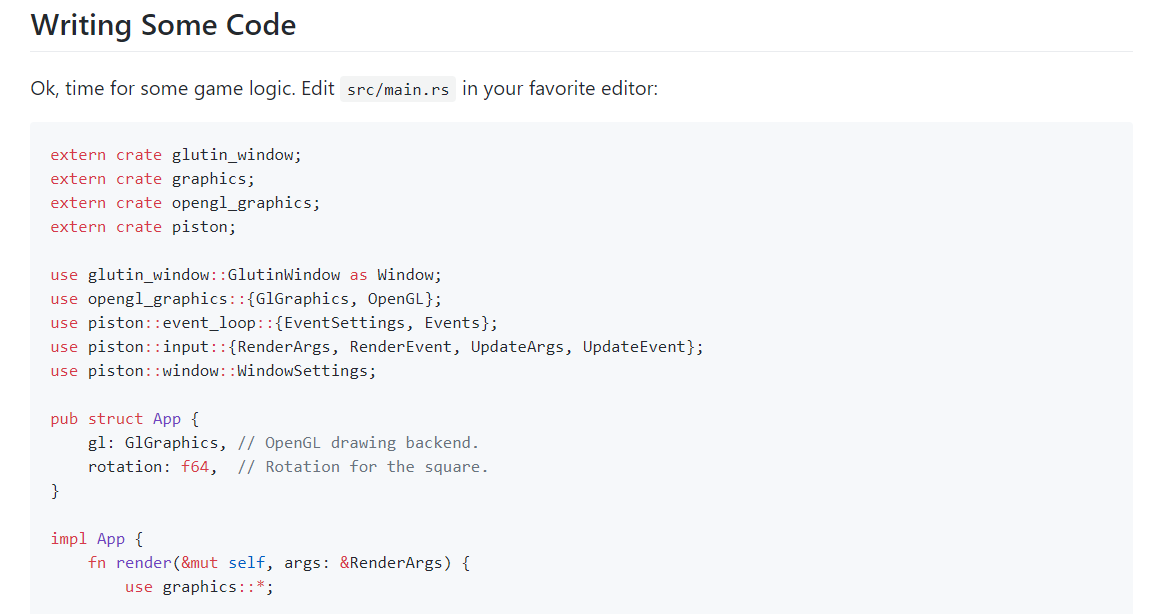 Writing Some Code
Ok, time for some game logic. Edit src/main.rs in your favorite editor:
extern crate glutin_window;
extern crate graphics;
extern crate opengl_graphics;
extern crate piston;
use glutin_window::GlutinWindow as Window;
use opengl_graphics::{GlGraphics, OpenGL};
use piston::event_loop::{EventSettings, Events};
use piston::input::{RenderArgs, RenderEvent, UpdateArgs, UpdateEvent};
use piston::window::WindowSettings;
pub struct App {
    gl: GlGraphics, // OpenGL drawing backend.
    rotation: f64,  // Rotation for the square.
}
impl App {
    fn render(&mut self, args: &RenderArgs) {
        use graphics::*;